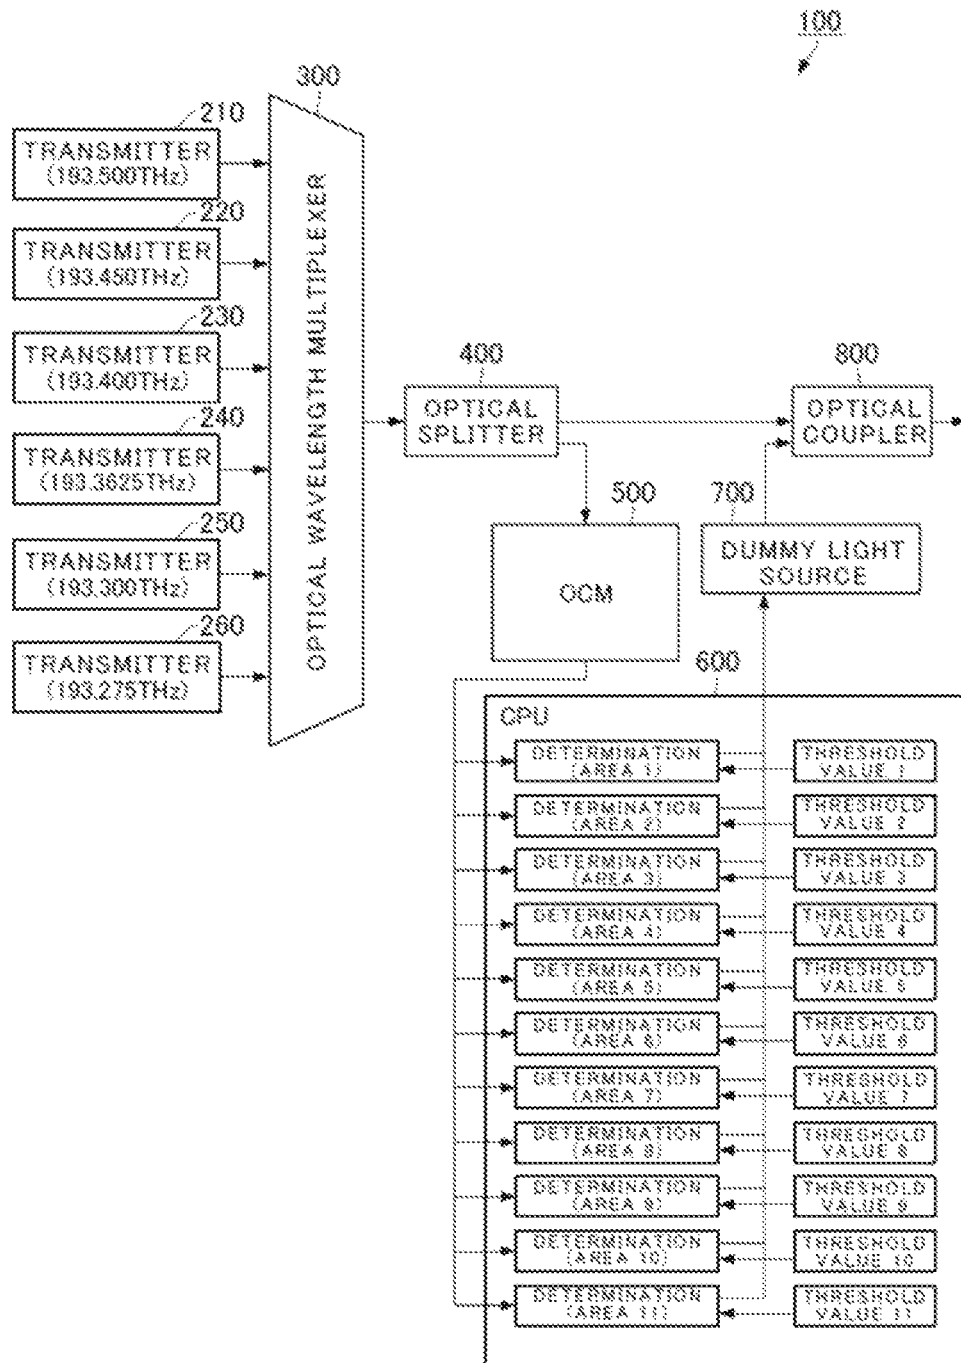 100
300
210
TRANSMITTER
(193.500THz)
220
TRANSMITTER
(193.450THz)
230
TRANSMITTER
(193.400THz)
240
TRANSMITTER
(193.3625THz)
250
TRANSMITTER
(193.300THz)
260
TRANSMITTER
(193.275THz)
OPTICAL WAVELENGTH MULTIPLEXER
400
OPTICAL
SPLITTER
800
OPTICAL
COUPLER
500
OCM
700
DUMMY LIGHT
SOURCE
600
CPU
DETERMINATION
(AREA 1)
THRESHOLD
VALUE 1
DETERMINATION
(AREA 2)
THRESHOLD
VALUE 2
DETERMINATION
(AREA 3)
THRESHOLD
VALUE 3
DETERMINATION
(AREA 4)
THRESHOLD
VALUE 4
DETERMINATION
(AREA 5)
THRESHOLD
VALUE 5
DETERMINATION
(AREA 6)
THRESHOLD
VALUE 6
DETERMINATION
(AREA 7)
THRESHOLD
VALUE 7
DETERMINATION
(AREA 8)
THRESHOLD
VALUE 8
DETERMINATION
(AREA 9)
THRESHOLD
VALUE 9
DETERMINATION
(AREA 10)
THRESHOLD
VALUE 10
DETERMINATION
(AREA 11)
THRESHOLD
VALUE 11